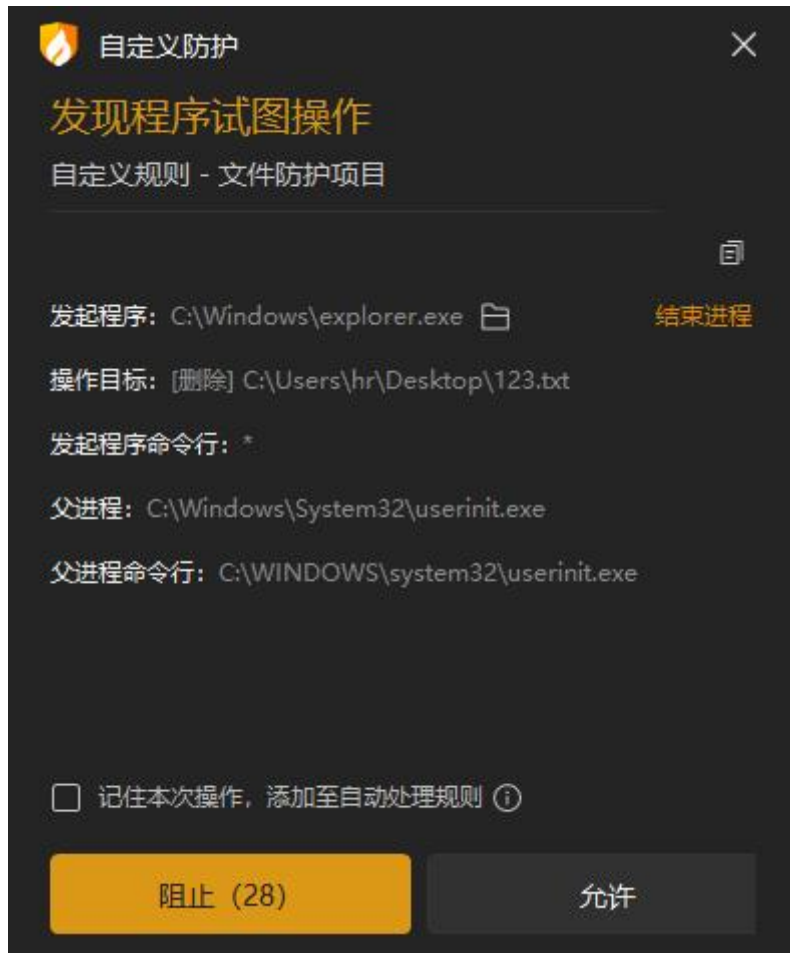 自定义防护
发现程序试图操作
自定义规则 - 文件防护项目
发起程序：C:\Windows\explorer.exe 结束进程
操作目标：[删除] C:\Users\hr\Desktop\123.txt
发起程序命令行：*
父进程：C:\Windows\System32\userinit.exe
父进程命令行：C:\WINDOWS\system32\userinit.exe
记住本次操作，添加至自动处理规则
阻止（28） 允许